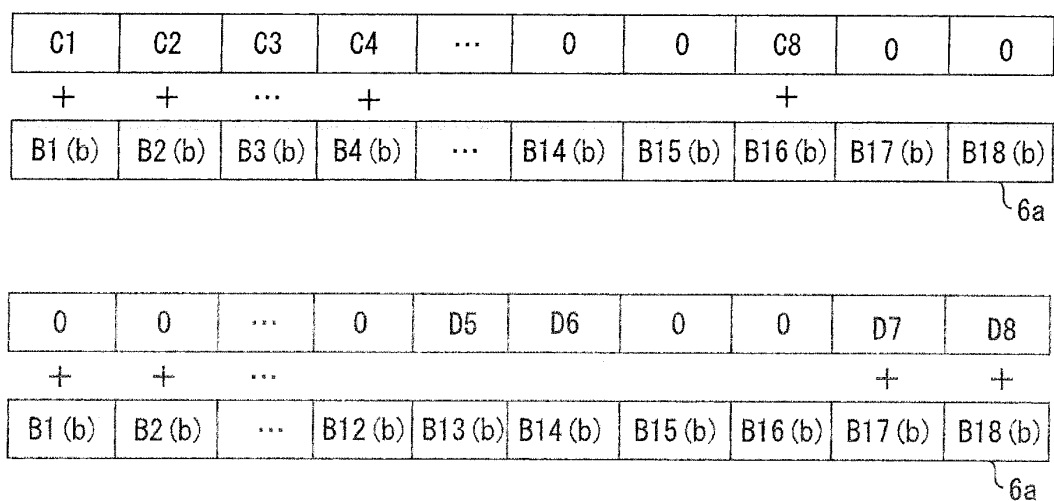 C1 C2 C3 C4 ⋯ 0 0 C8 0 0
+ + ⋯ + +
B1(b) B2(b) B3(b) B4(b) ⋯ B14(b) B15(b) B16(b) B17(b) B18(b)
6a
0 0 ⋯ 0 D5 D6 0 0 D7 D8
+ + ⋯ + +
B1(b) B2(b) ⋯ B12(b) B13(b) B14(b) B15(b) B16(b) B17(b) B18(b)
6a